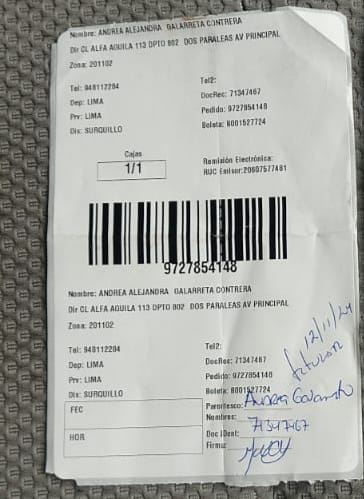 Nombre: ANDREA ALEJANDRA GALARRETA CONTRERA
Dir CL ALFA AGUILA 113 DPTO 802 DOS PARALEAS AV PRINCIPAL
Zona: 201102
Tel: 948112284
Tel2:
Dep: LIMA
DocRec: 71347467
Prv: LIMA
Pedido: 9727854148
Dis: SURQUILLO
Boleta: B001527724
Cajas
Remisión Electrónica:
1/1
RUC Emisor:20607577481
9727854148
Nombre: ANDREA ALEJANDRA GALARRETA CONTRERA
Dir CL ALFA AGUILA 113 DPTO 802 DOS PARALEAS AV PRINCIPAL
Zona: 201102
Tel: 948112284
Tel2:
Dep: LIMA
DocRec: 71347467
Prv: LIMA
Pedido: 9727854148
Dis: SURQUILLO
Boleta: B001527724
12/11/24
titular
FEC
Parentesco:
Andrea Galarreta
Nombres:
71347467
HOR
Doc Ident:
Firma: